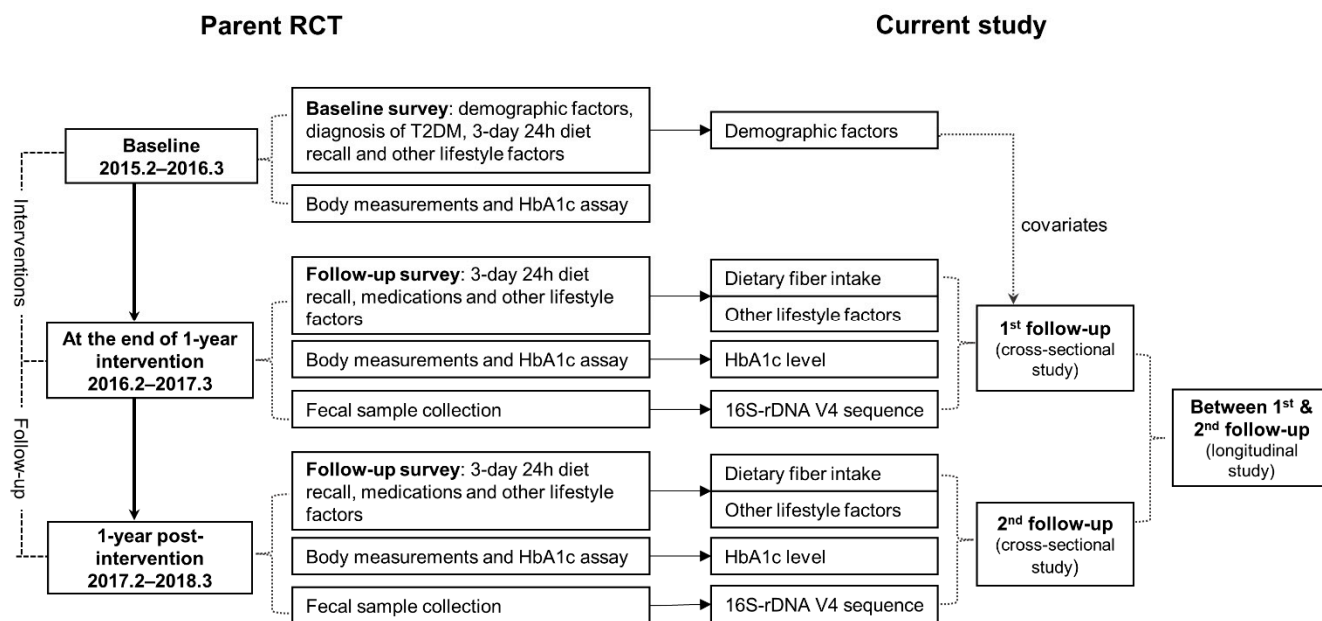 Parent RCT
Current study
Baseline
2015.2–2016.3
Baseline survey: demographic factors,
diagnosis of T2DM, 3-day 24h diet
recall and other lifestyle factors
Body measurements and HbA1c assay
Demographic factors
covariates
Interventions
At the end of 1-year
intervention
2016.2–2017.3
Follow-up survey: 3-day 24h diet
recall, medications and other lifestyle
factors
Body measurements and HbA1c assay
Fecal sample collection
Dietary fiber intake
Other lifestyle factors
HbA1c level
16S-rDNA V4 sequence
1st follow-up
(cross-sectional
study)
Between 1st &
2nd follow-up
(longitudinal
study)
Follow-up
1-year post-
intervention
2017.2–2018.3
Follow-up survey: 3-day 24h diet
recall, medications and other lifestyle
factors
Body measurements and HbA1c assay
Fecal sample collection
Dietary fiber intake
Other lifestyle factors
HbA1c level
16S-rDNA V4 sequence
2nd follow-up
(cross-sectional
study)